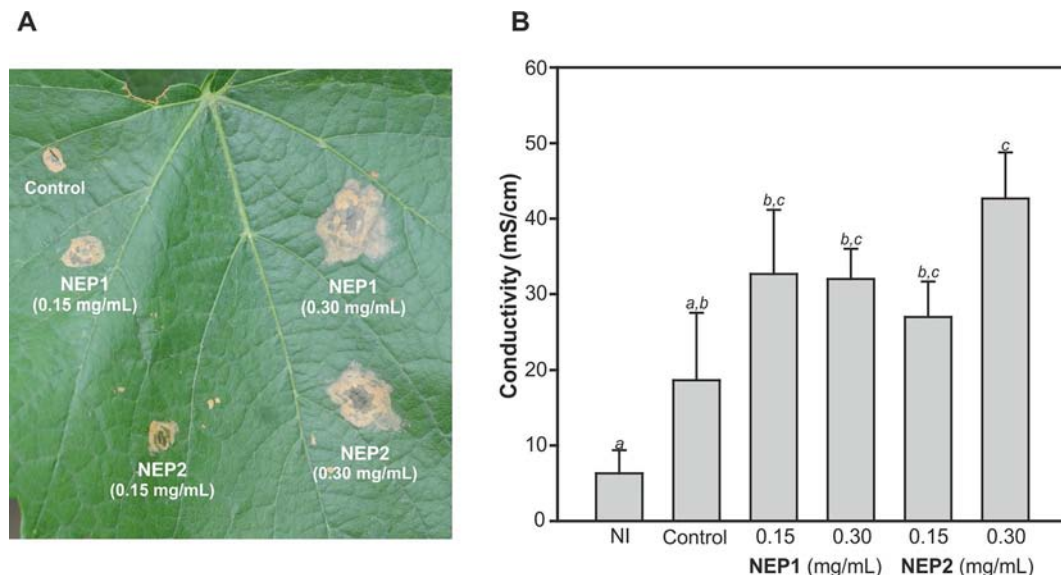 A
Control
NEP1
(0.15 mg/mL)
NEP1
(0.30 mg/mL)
NEP2
(0.15 mg/mL)
NEP2
(0.30 mg/mL)
B
Conductivity (mS/cm)
60
50
40
30
20
10
0
a
a,b
b,c
b,c
b,c
c
NI Control 0.15 0.30 0.15 0.30
NEP1 (mg/mL) NEP2 (mg/mL)